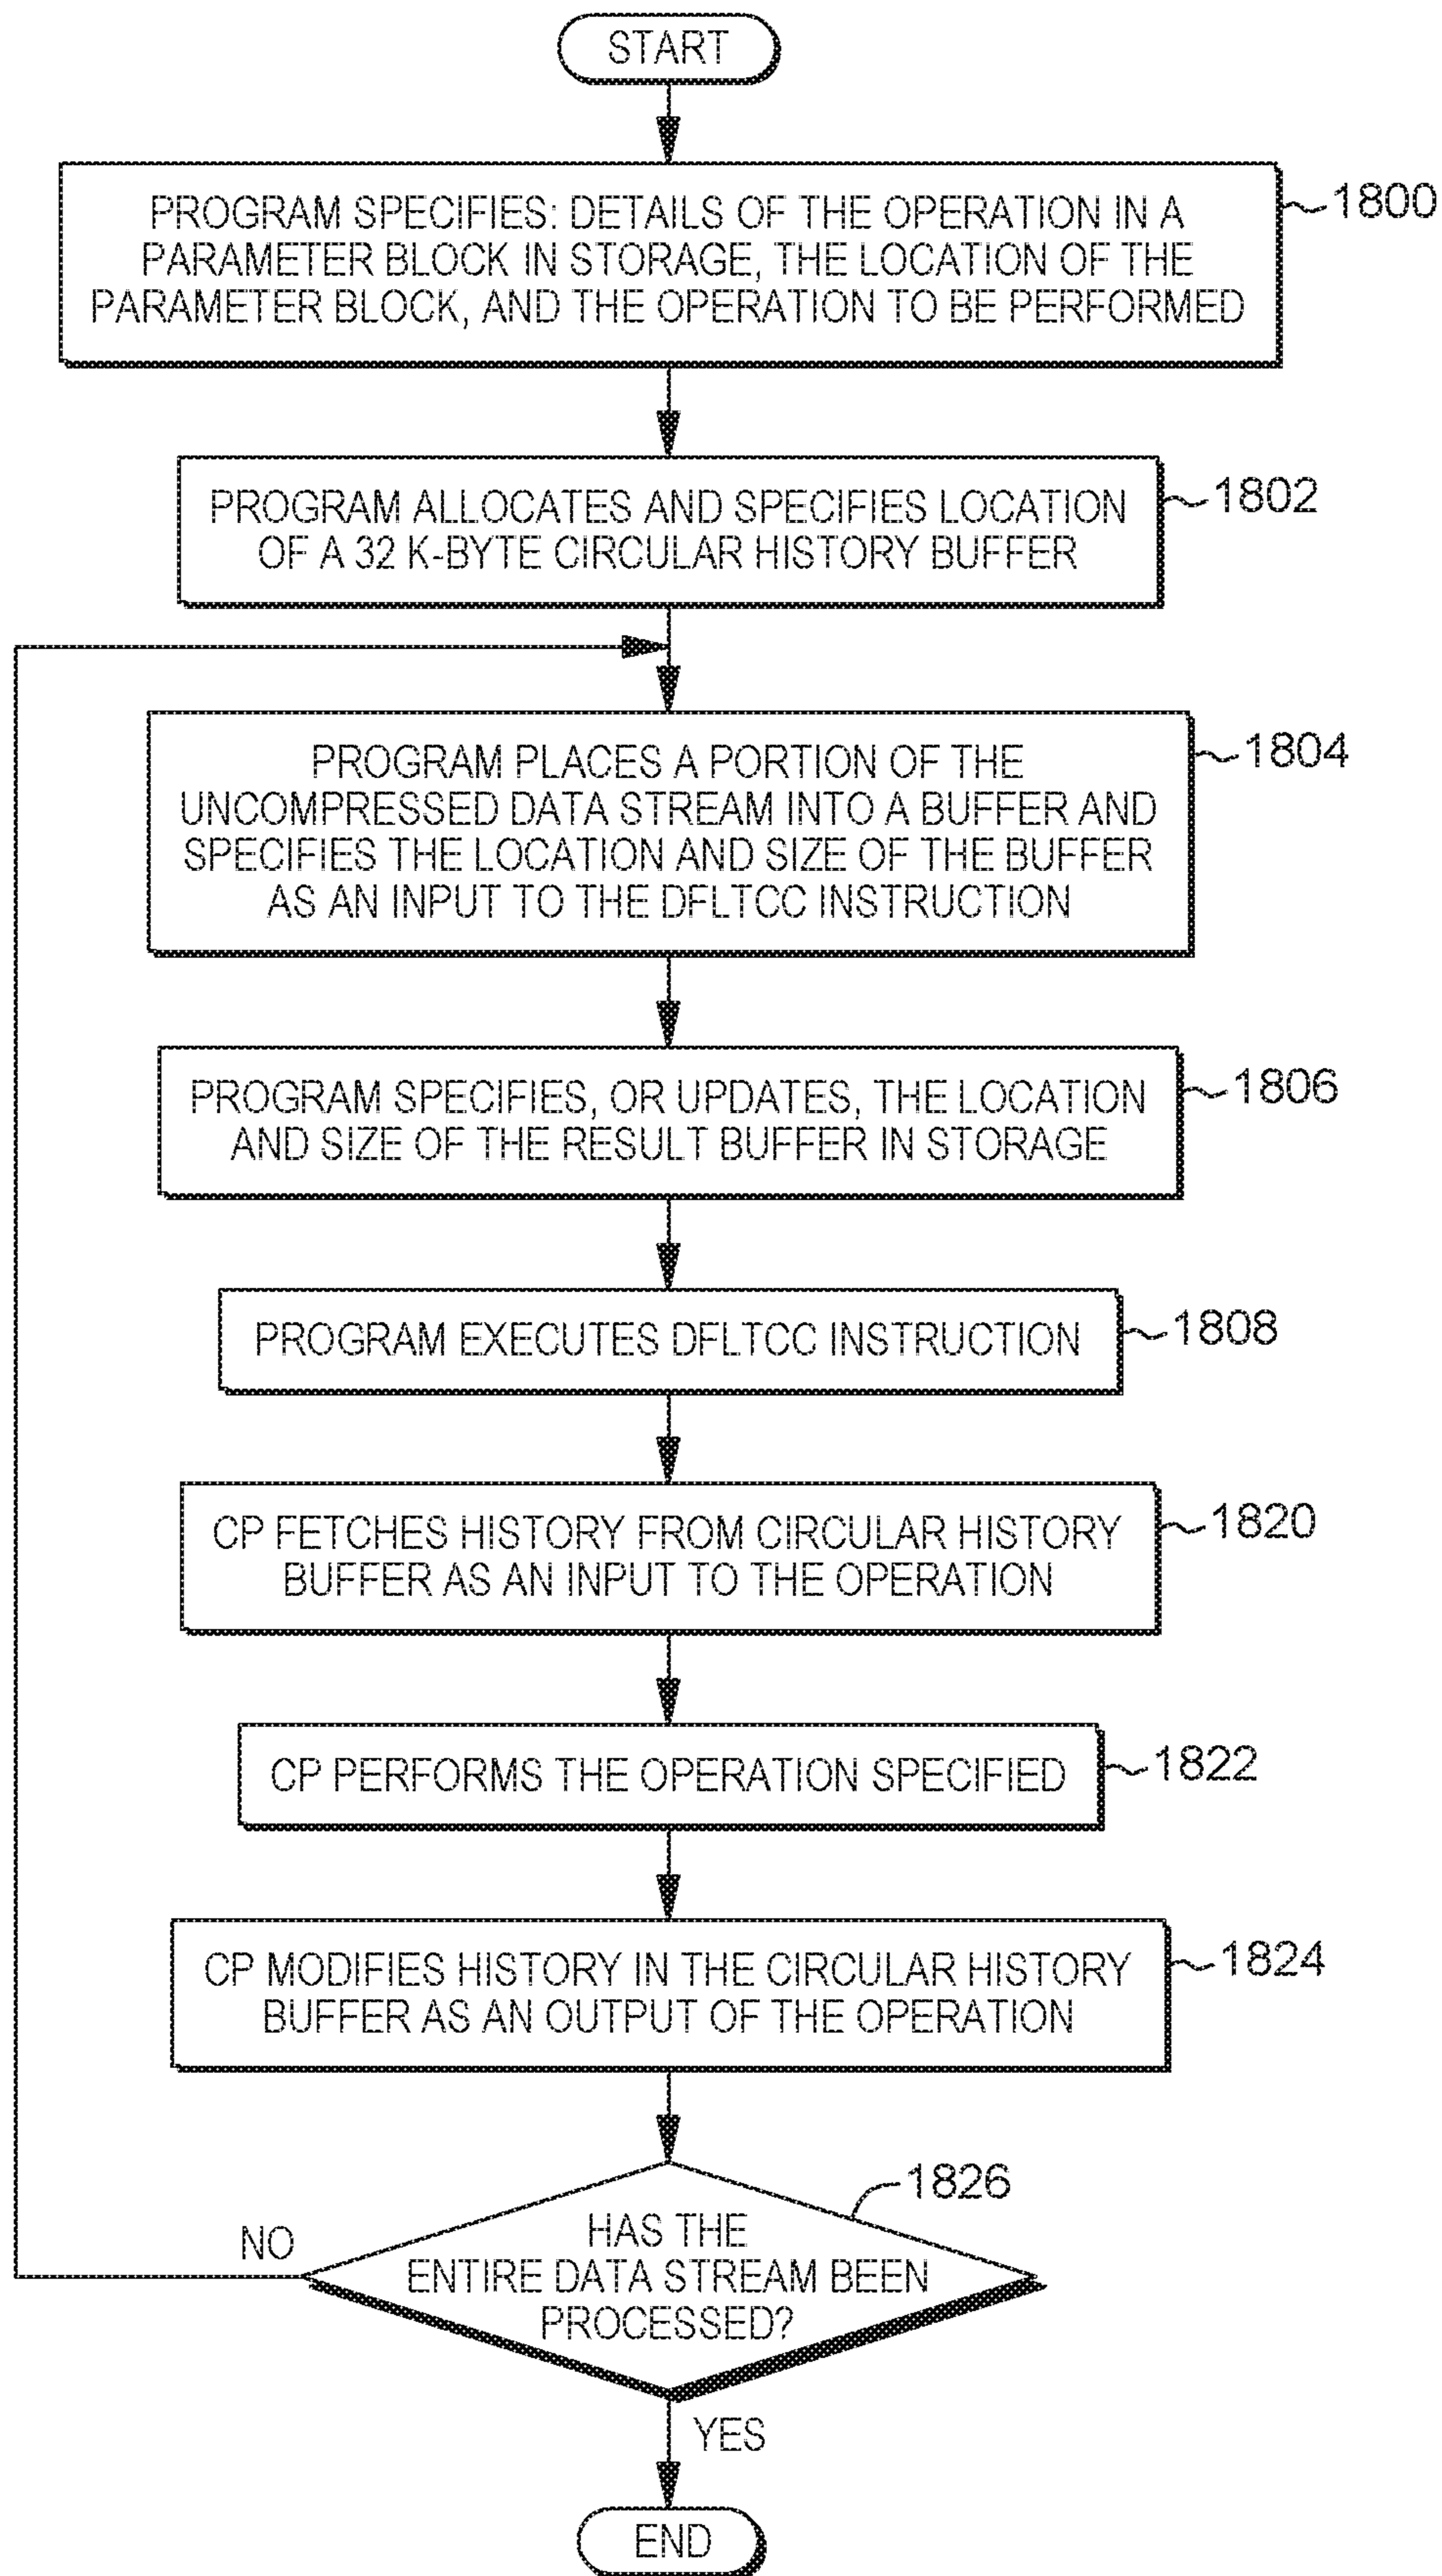 START
PROGRAM SPECIFIES: DETAILS OF THE OPERATION IN A
PARAMETER BLOCK IN STORAGE, THE LOCATION OF THE
PARAMETER BLOCK, AND THE OPERATION TO BE PERFORMED
1800
PROGRAM ALLOCATES AND SPECIFIES LOCATION
OF A 32 K-BYTE CIRCULAR HISTORY BUFFER
1802
PROGRAM PLACES A PORTION OF THE
UNCOMPRESSED DATA STREAM INTO A BUFFER AND
SPECIFIES THE LOCATION AND SIZE OF THE BUFFER
AS AN INPUT TO THE DFLTCC INSTRUCTION
1804
PROGRAM SPECIFIES, OR UPDATES, THE LOCATION
AND SIZE OF THE RESULT BUFFER IN STORAGE
1806
PROGRAM EXECUTES DFLTCC INSTRUCTION
1808
CP FETCHES HISTORY FROM CIRCULAR HISTORY
BUFFER AS AN INPUT TO THE OPERATION
1820
CP PERFORMS THE OPERATION SPECIFIED
1822
CP MODIFIES HISTORY IN THE CIRCULAR HISTORY
BUFFER AS AN OUTPUT OF THE OPERATION
1824
1826
HAS THE
ENTIRE DATA STREAM BEEN
PROCESSED?
NO
YES
END